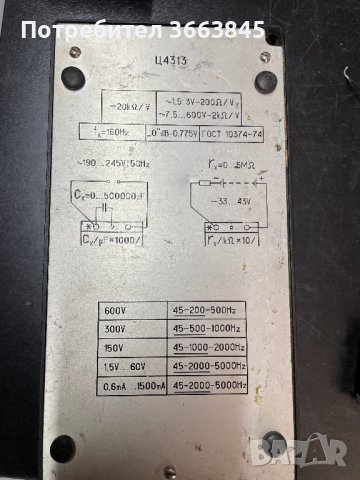 Потребител 3663845
Ц4313
—20kΩ/V
~1,5;3V-200Ω/V
~7,5...600V-2kΩ/V
"0"dB-0,775V
ГОСТ 10374-74
~190...245V;50Hz
rx=0...5MΩ
Cx=0...500000pF
—33...43V
Cx/pF×1000/
rx/kΩ×10/
600V 45-200-500Hz
300V 45-500-1000Hz
150V 45-1000-2000Hz
1,5V...60V 45-2000-5000Hz
0,6mA...1500mA 45-2000-5000Hz
BAZAR